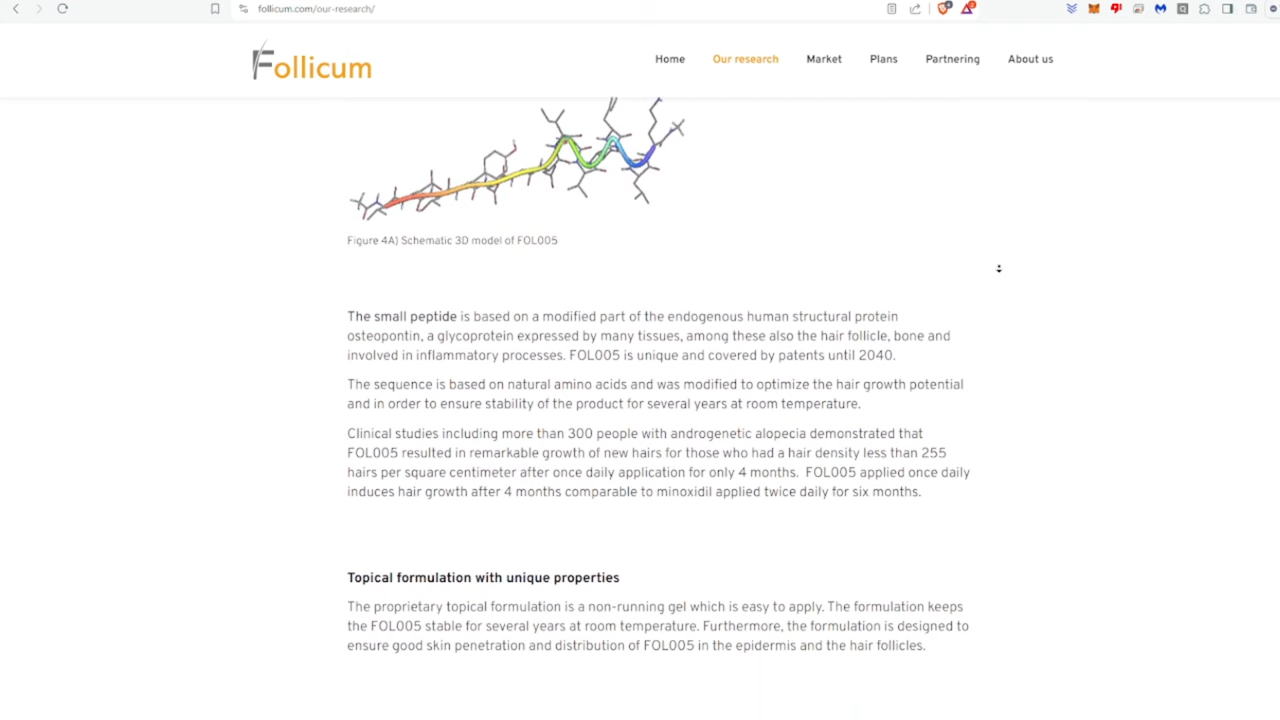 follicum.com/our-research/
Follicum
Home Our research Market Plans Partnering About us
Figure 4A) Schematic 3D model of FOL005
The small peptide is based on a modified part of the endogenous human structural protein
osteopontin, a glycoprotein expressed by many tissues, among these also the hair follicle, bone and
involved in inflammatory processes. FOL005 is unique and covered by patents until 2040.
The sequence is based on natural amino acids and was modified to optimize the hair growth potential
and in order to ensure stability of the product for several years at room temperature.
Clinical studies including more than 300 people with androgenetic alopecia demonstrated that
FOL005 resulted in remarkable growth of new hairs for those who had a hair density less than 255
hairs per square centimeter after once daily application for only 4 months. FOL005 applied once daily
induces hair growth after 4 months comparable to minoxidil applied twice daily for six months.
Topical formulation with unique properties
The proprietary topical formulation is a non-running gel which is easy to apply. The formulation keeps
the FOL005 stable for several years at room temperature. Furthermore, the formulation is designed to
ensure good skin penetration and distribution of FOL005 in the epidermis and the hair follicles.